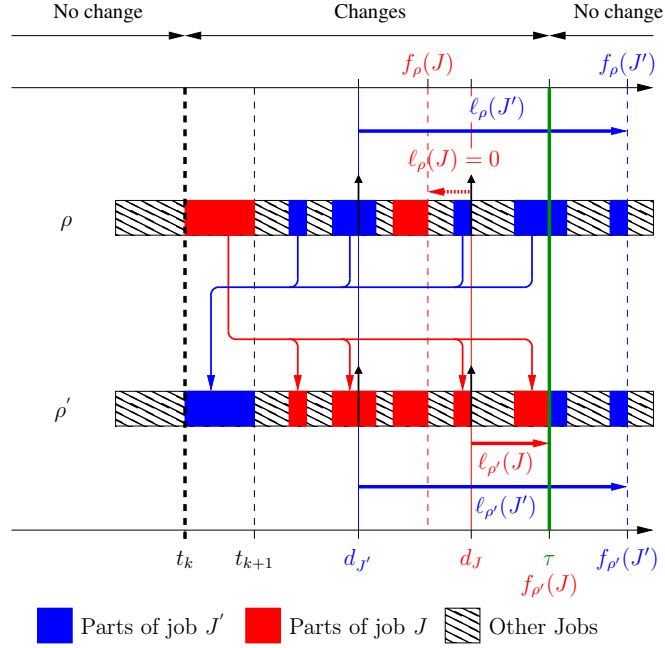 No change Changes No change
f_ρ(J) f_ρ(J')
ℓ_ρ(J')
ℓ_ρ(J) = 0
ρ
ρ'
ℓ_ρ'(J)
ℓ_ρ'(J')
t_k t_{k+1} d_J' d_J τ f_ρ'(J')
f_ρ'(J)
Parts of job J' Parts of job J Other Jobs